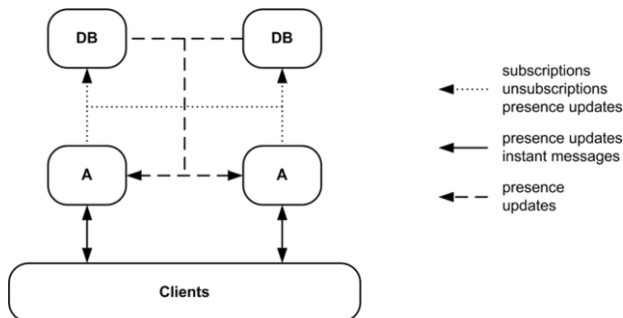 DB
DB
A
A
Clients
subscriptions
unsubscriptions
presence updates
presence updates
instant messages
presence
updates